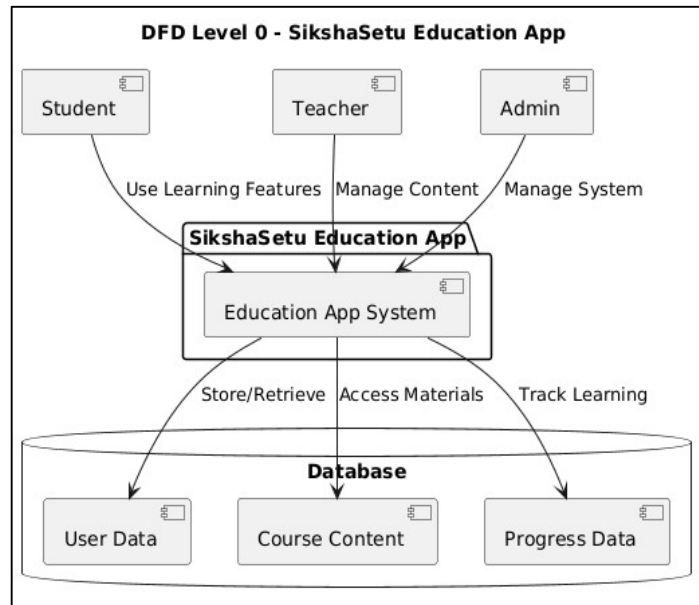 DFD Level 0 - SikshaSetu Education App
Student
Teacher
Admin
Use Learning Features
Manage Content
Manage System
SikshaSetu Education App
Education App System
Store/Retrieve
Access Materials
Track Learning
Database
User Data
Course Content
Progress Data